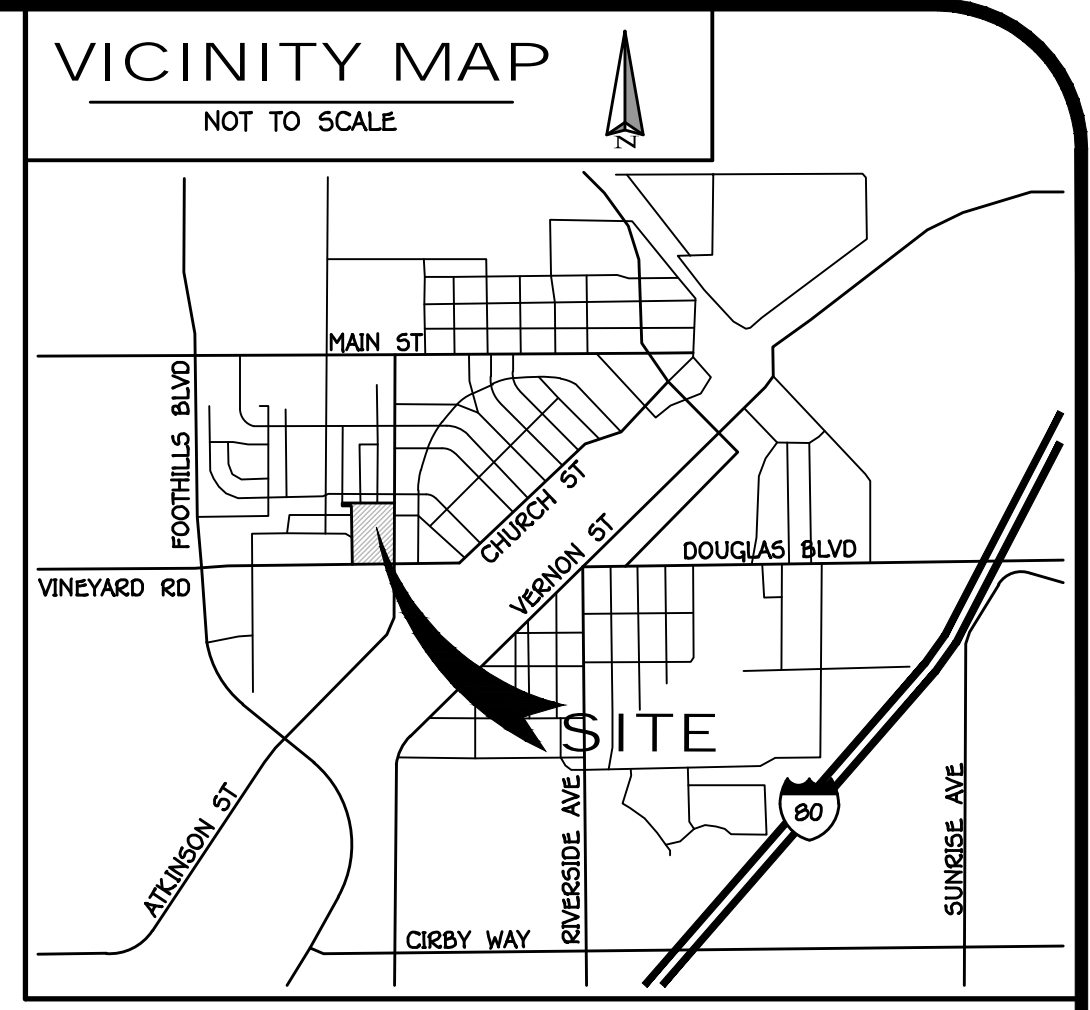 VICINITY MAP
NOT TO SCALE
N
MAIN ST
FOOTHILLS BLVD
CHURCH ST
VERNON ST
DOUGLAS BLVD
VINEYARD RD
SITE
ATKINSON ST
RIVERSIDE AVE
80
SUNRISE AVE
CIRBY WAY